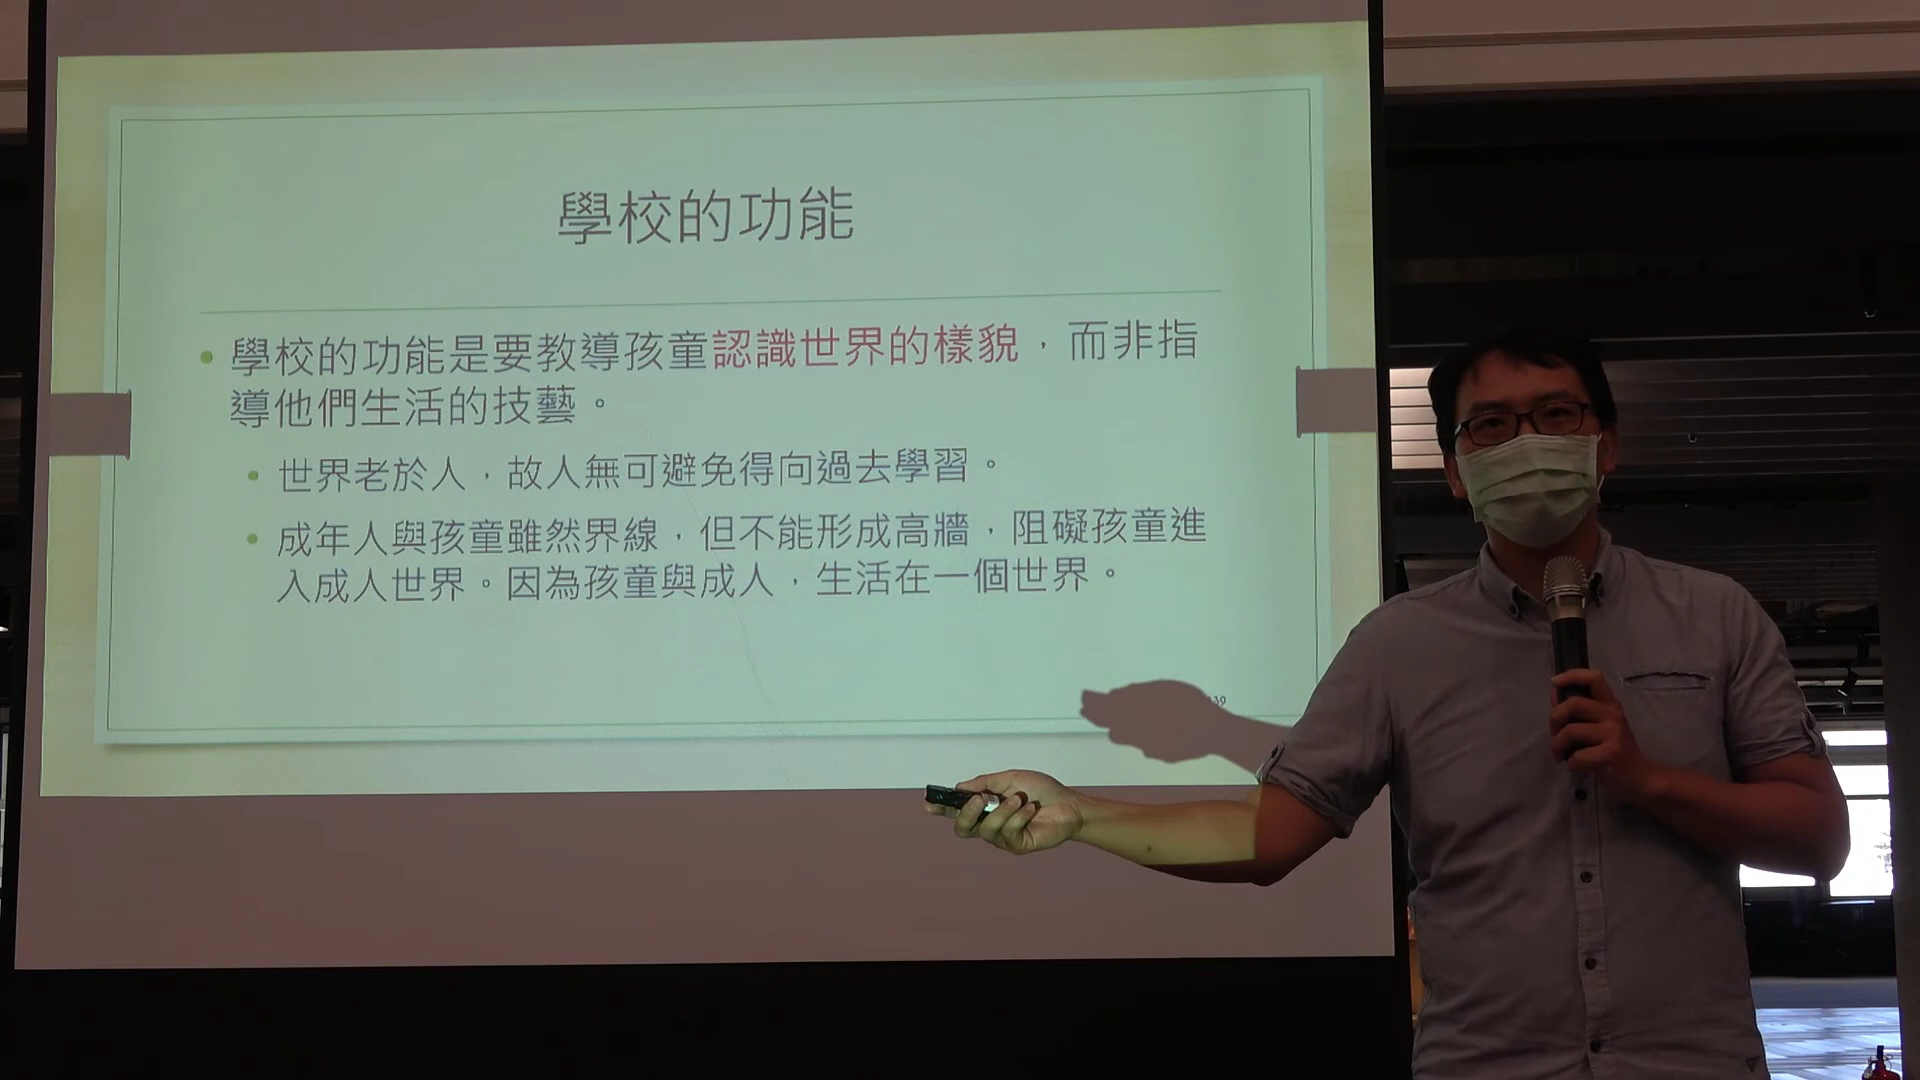 學校的功能
學校的功能是要教導孩童認識世界的樣貌，而非指
導他們生活的技藝。
世界老於人，故人無可避免得向過去學習。
成年人與孩童雖然界線，但不能形成高牆，阻礙孩童進
入成人世界。因為孩童與成人，生活在一個世界。